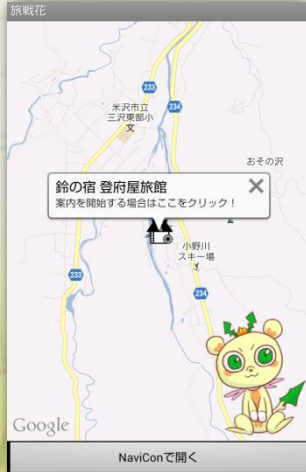 旅戦花
233
234
米沢市立
三沢東部小
文
おその沢
鈴の宿 登府屋旅館
案内を開始する場合はここをクリック！
小野川
スキー場
233
234
Google
NaviConで開く